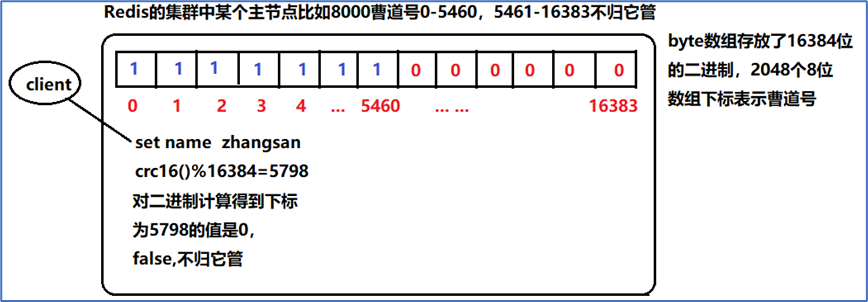 Redis的集群中某个主节点比如8000曹道号0-5460，5461-16383不归它管
byte数组存放了16384位
的二进制，2048个8位
数组下标表示曹道号
client
1 1 1 1 1 1 1 0 0 0 0 0 0
0 1 2 3 4 ... 5460 ... ... 16383
set name zhangsan
crc16()%16384=5798
对二进制计算得到下标
为5798的值是0，
false,不归它管